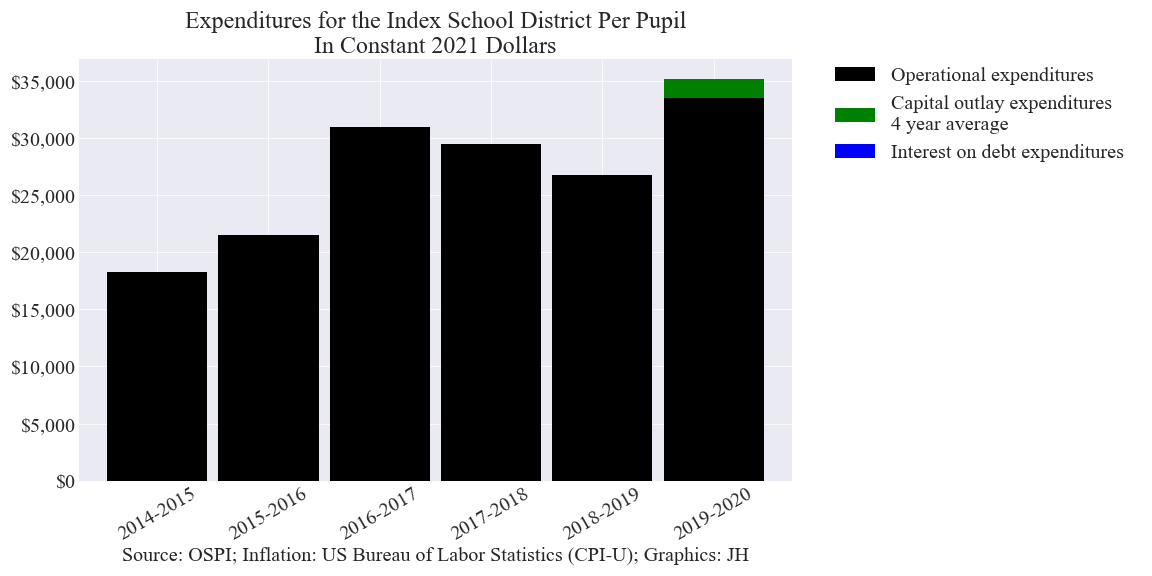 Expenditures for the Index School District Per Pupil
In Constant 2021 Dollars
$35,000
$30,000
$25,000
$20,000
$15,000
$10,000
$5,000
$0
2014-2015
2015-2016
2016-2017
2017-2018
2018-2019
2019-2020
Source: OSPI; Inflation: US Bureau of Labor Statistics (CPI-U); Graphics: JH
Operational expenditures
Capital outlay expenditures
4 year average
Interest on debt expenditures